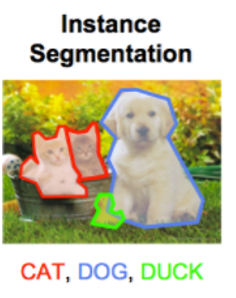 Instance
Segmentation
CAT, DOG, DUCK